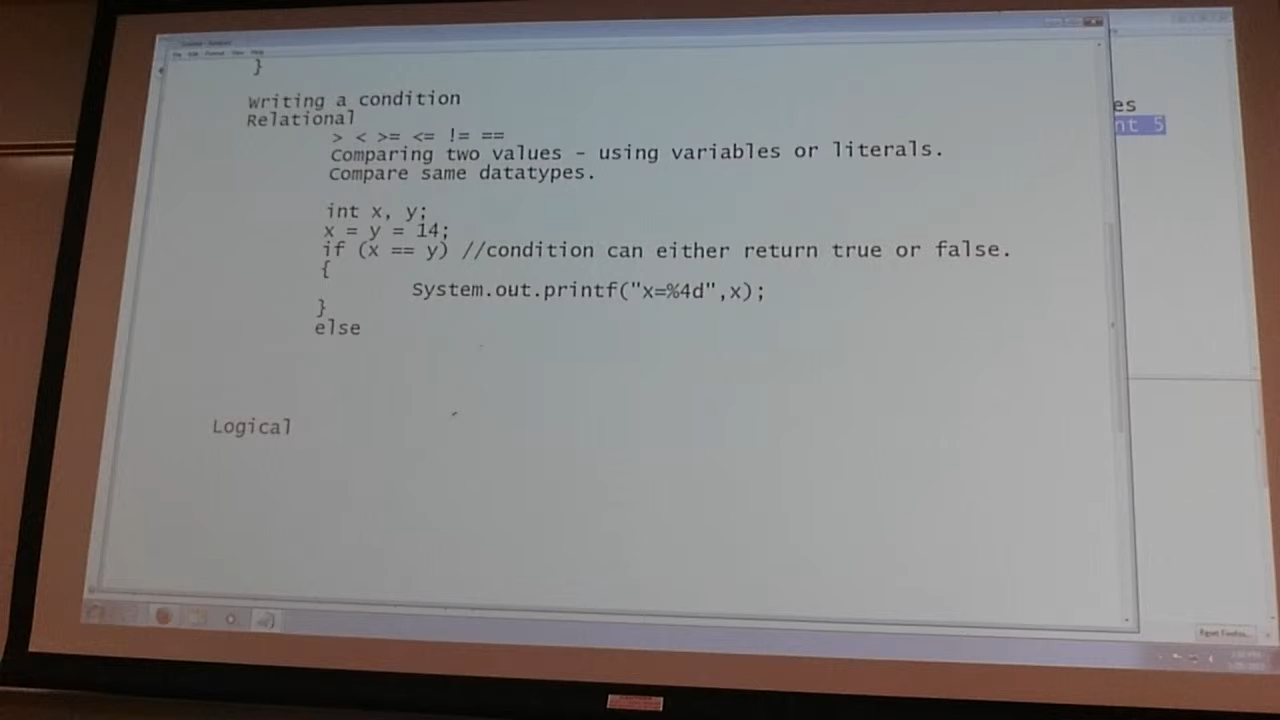 }
Writing a condition
Relational
> < >= <= != ==
Comparing two values - using variables or literals.
Compare same datatypes.
int x, y;
x = y = 14;
if (x == y) //condition can either return true or false.
{
System.out.printf("x=%4d",x);
}
else
Logical
es
nt 5